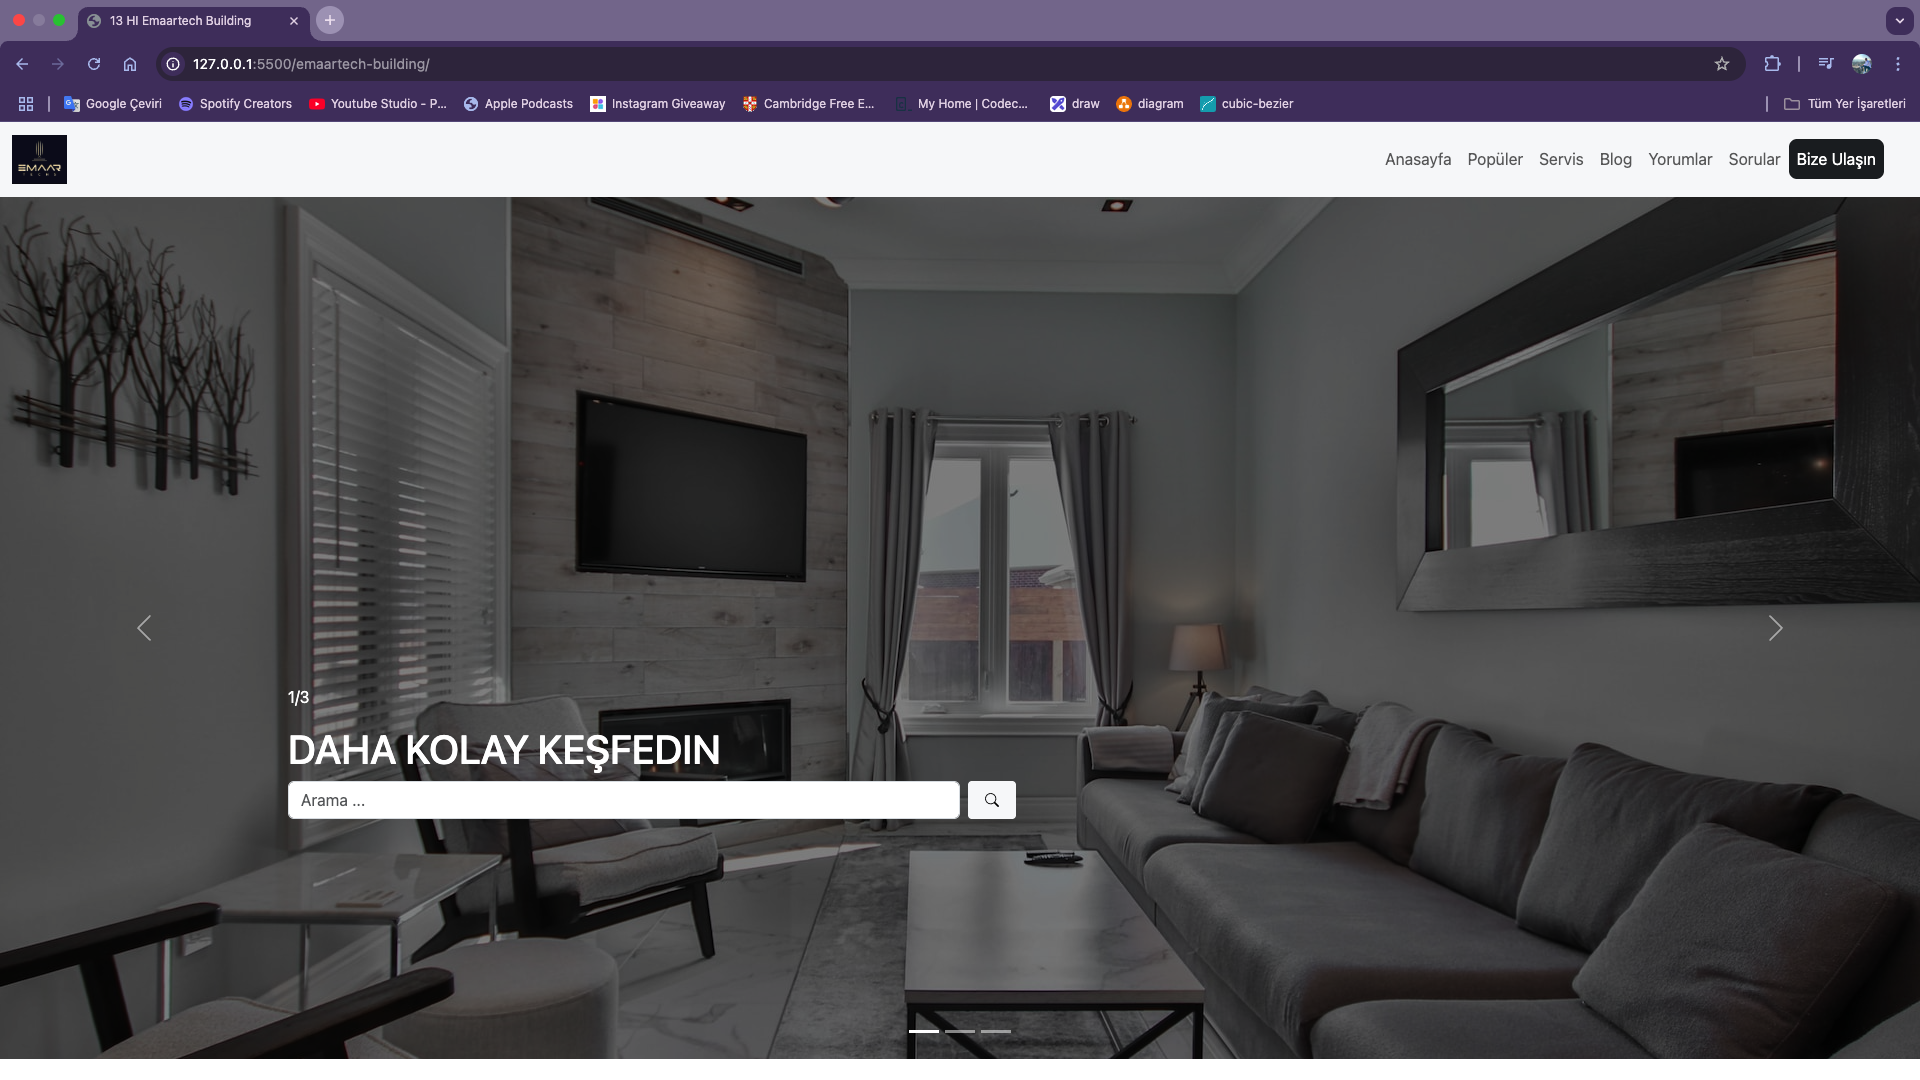 13 HI Emaartech Building
127.0.0.1:5500/emaartech-building/
Google Çeviri
Spotify Creators
Youtube Studio - P...
Apple Podcasts
Instagram Giveaway
Cambridge Free E...
My Home | Codec...
draw
diagram
cubic-bezier
Tüm Yer İşaretleri
EMAAR
Anasayfa
Popüler
Servis
Blog
Yorumlar
Sorular
Bize Ulaşın
1/3
DAHA KOLAY KEŞFEDIN
Arama ...